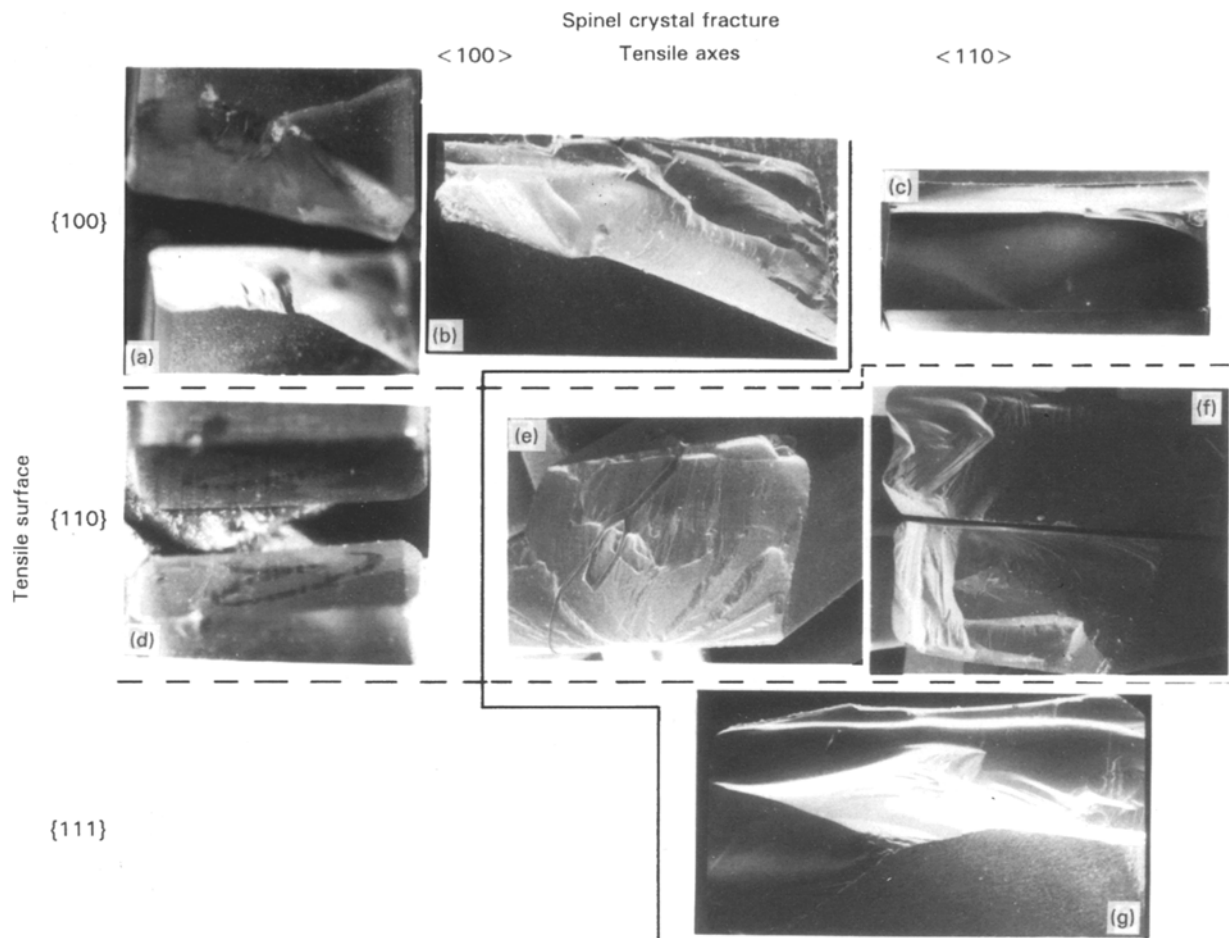 Spinel crystal fracture
<100> Tensile axes <110>
{100}
(a)
(b)
(c)
Tensile surface
{110}
(d)
(e)
(f)
{111}
(g)